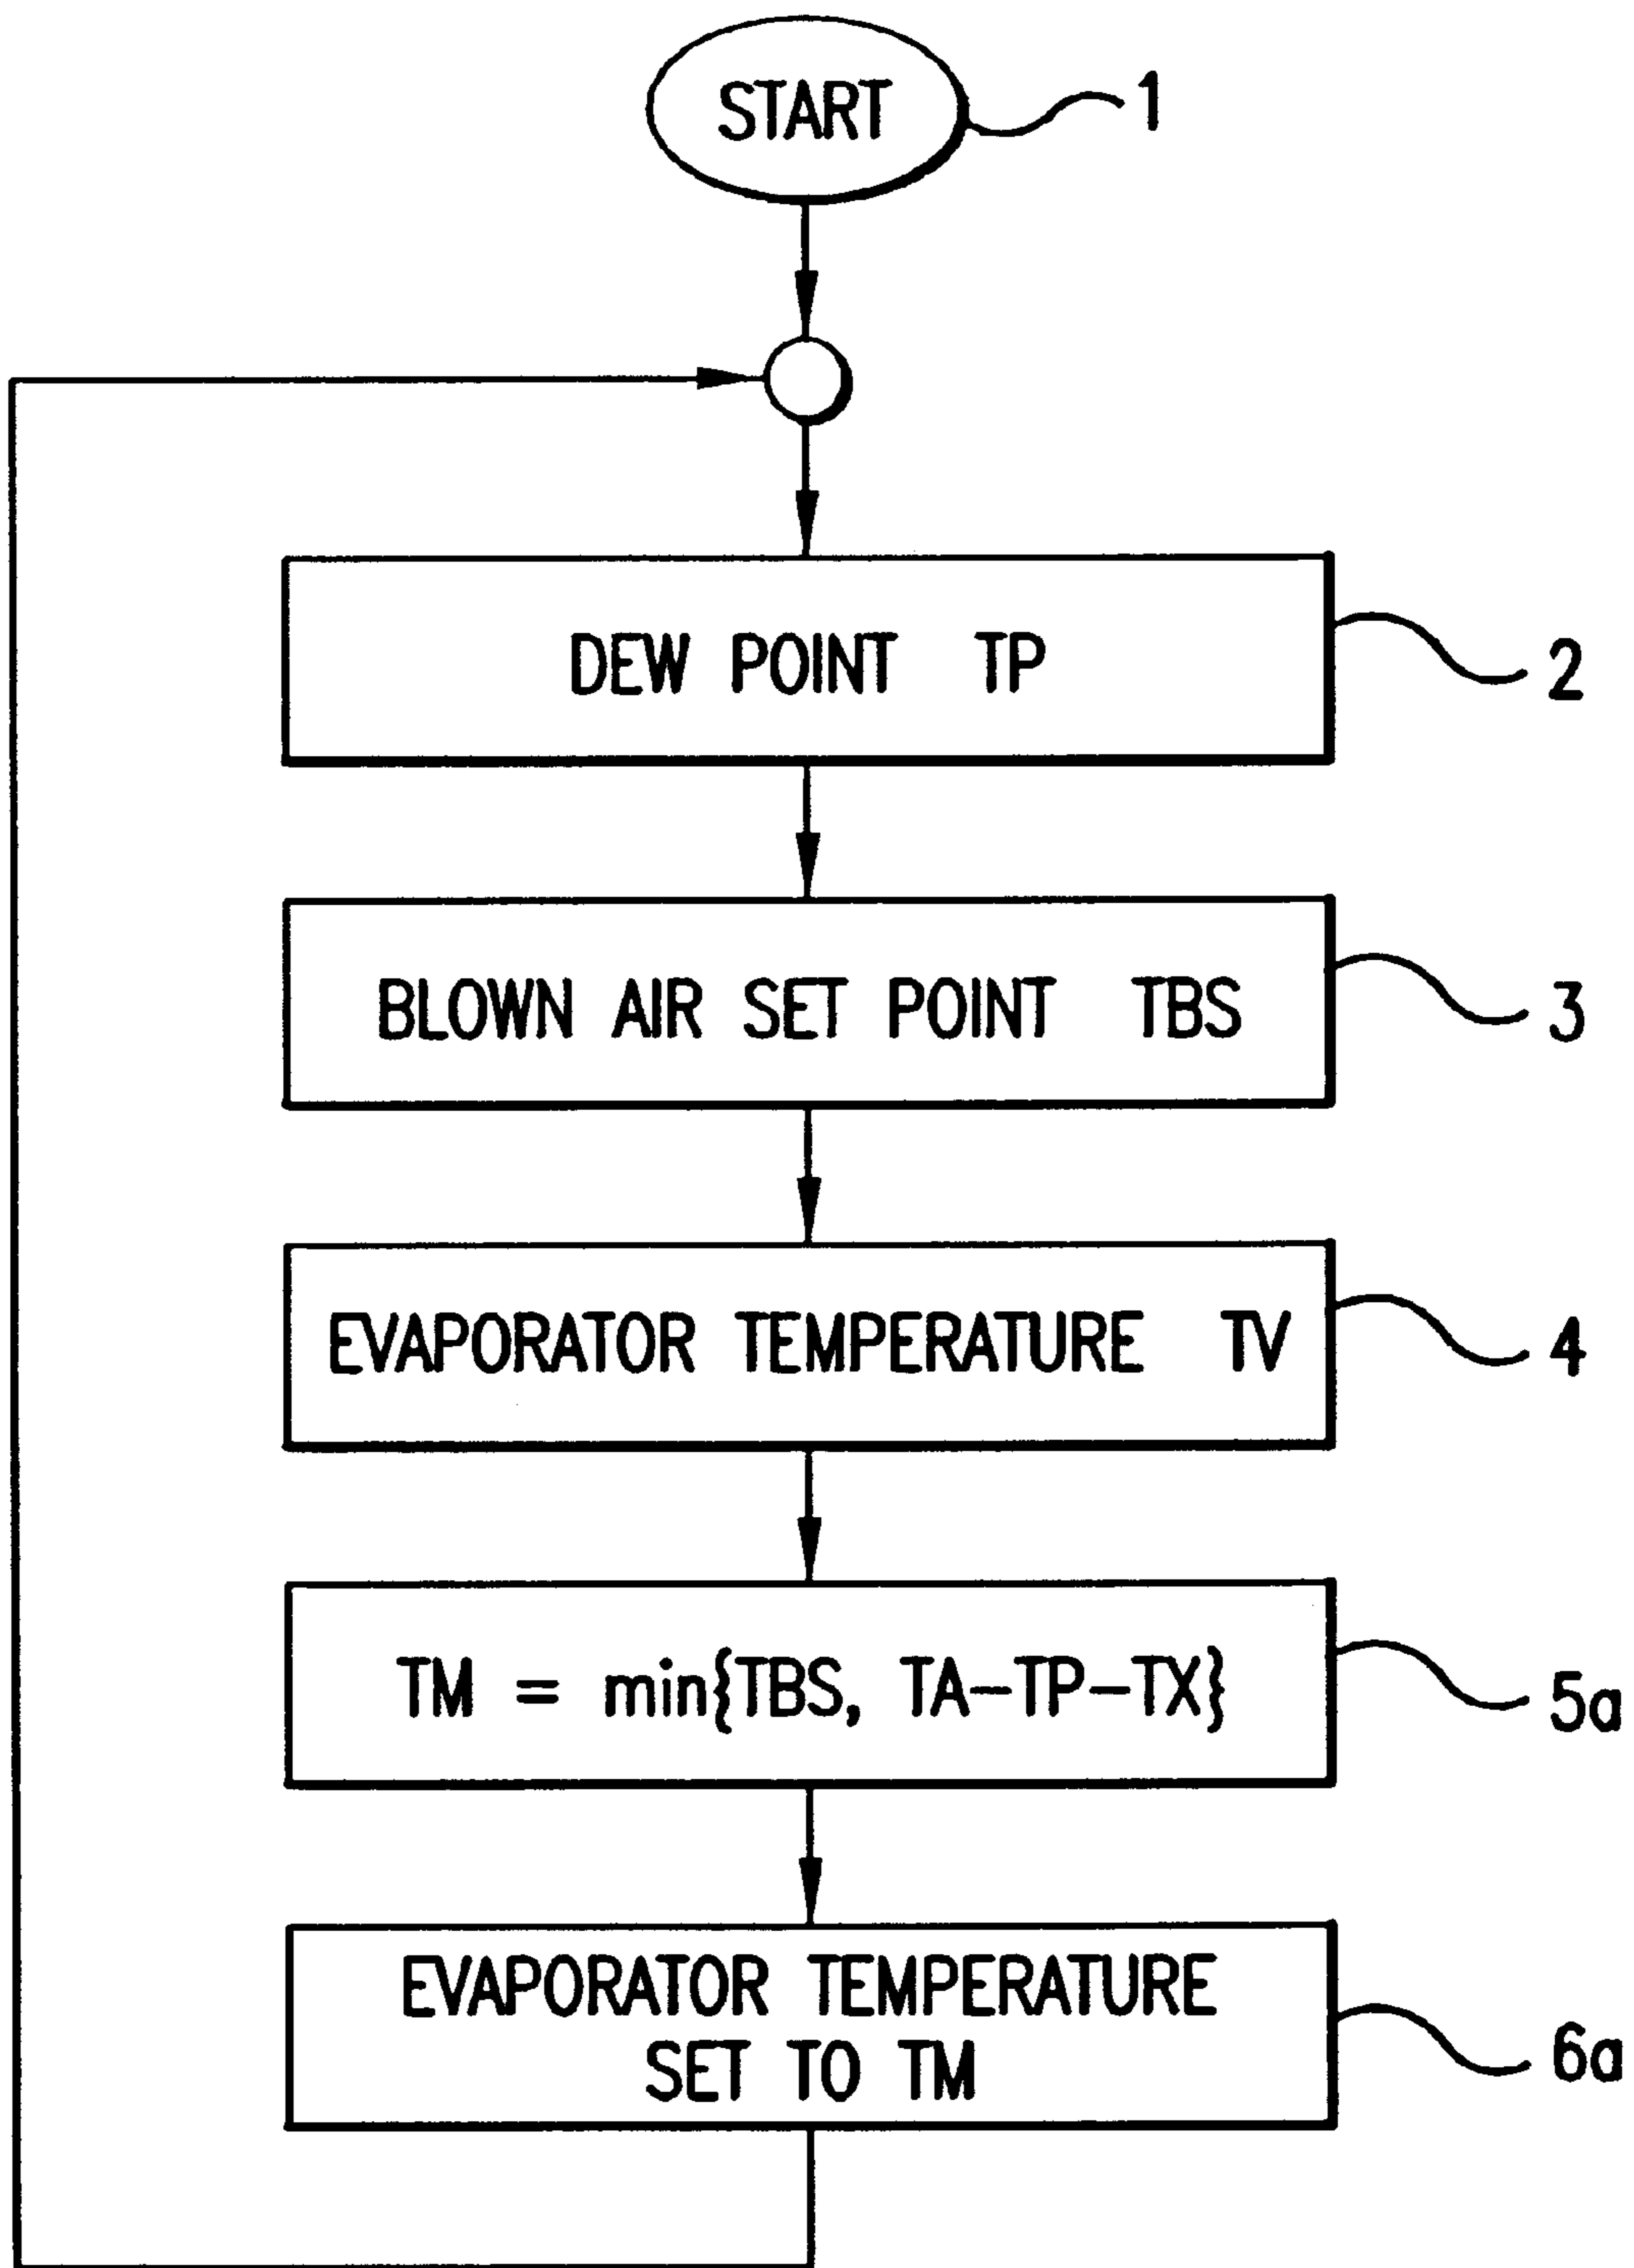 START
1
DEW POINT TP
2
BLOWN AIR SET POINT TBS
3
EVAPORATOR TEMPERATURE TV
4
TM = min{TBS, TA–TP–TX}
5a
EVAPORATOR TEMPERATURE
SET TO TM
6a